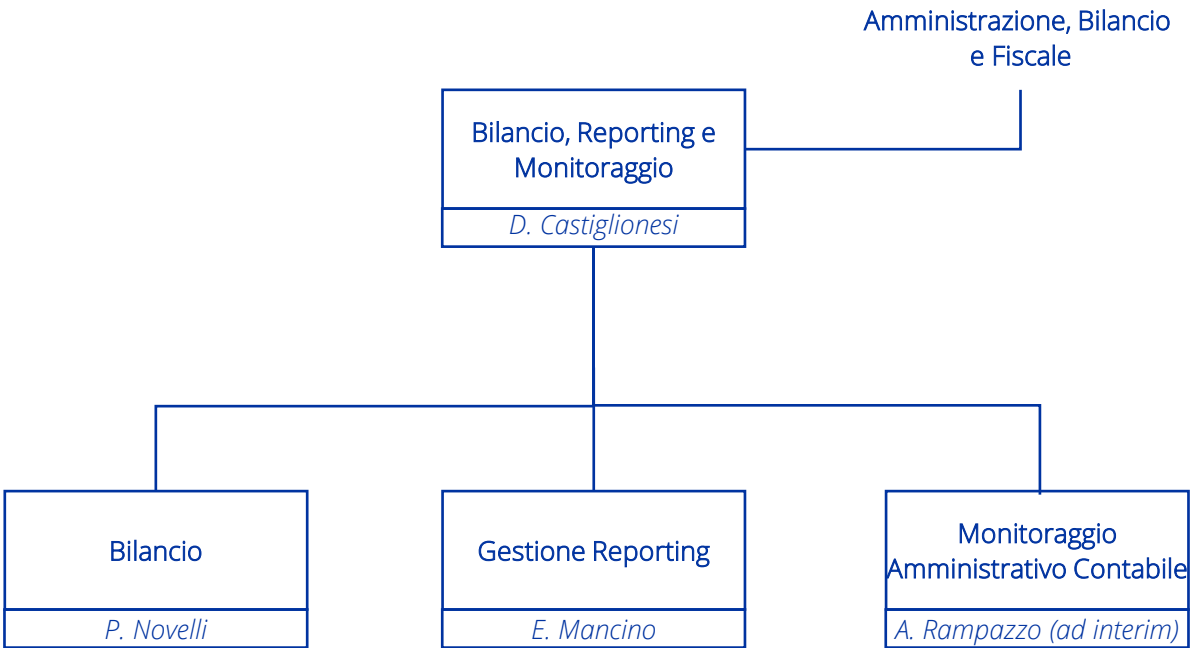 Amministrazione, Bilancio
e Fiscale
Bilancio, Reporting e
Monitoraggio
D. Castiglionesi
Bilancio
P. Novelli
Gestione Reporting
E. Mancino
Monitoraggio
Amministrativo Contabile
A. Rampazzo (ad interim)